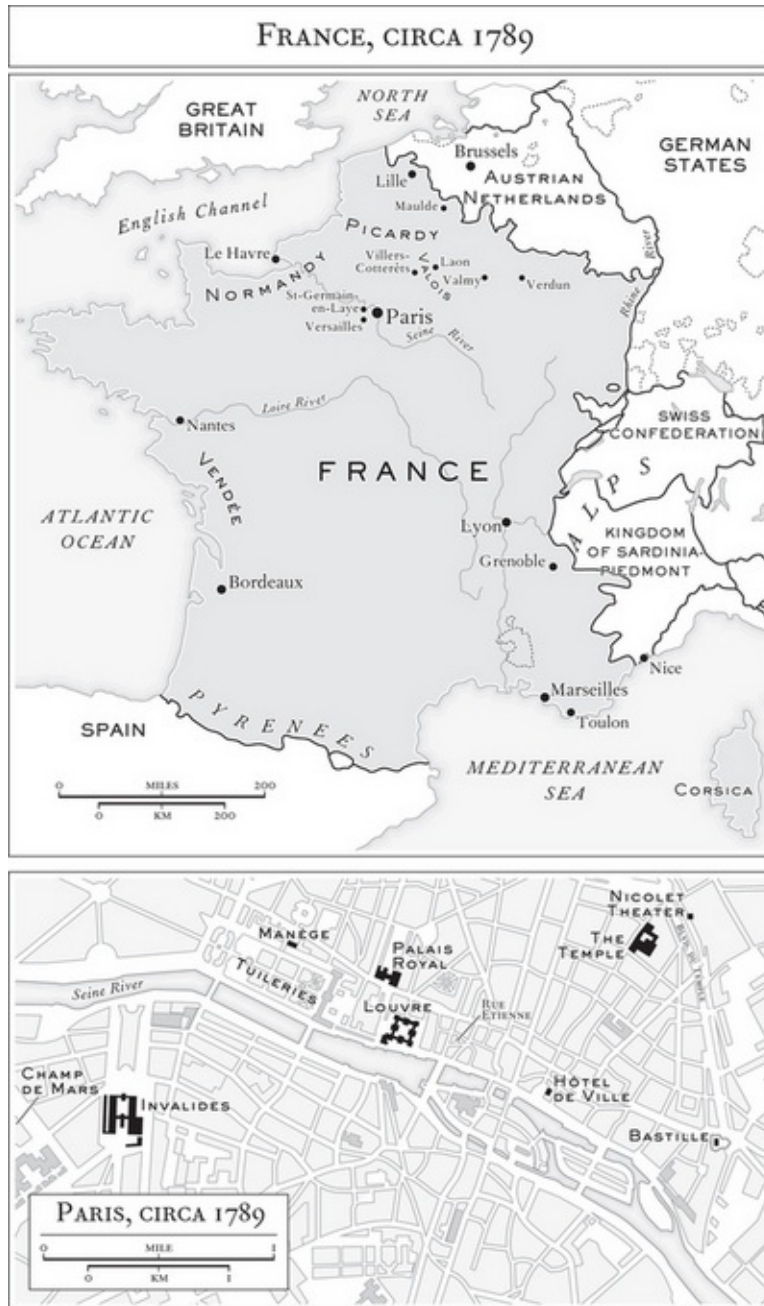 FRANCE, CIRCA 1789
GREAT
BRITAIN
NORTH
SEA
GERMAN
STATES
Brussels
AUSTRIAN
NETHERLANDS
Lille
Maulde
English Channel
PICARDY
Le Havre
NORMANDY
Villers-
Cotterêts
Laon
VALOIS
Valmy
Verdun
Rhine River
St-Germain-
en-Laye
Versailles
Paris
Seine
River
Loire River
Nantes
VENDÉE
FRANCE
SWISS
CONFEDERATION
ALPS
ATLANTIC
OCEAN
Lyon
KINGDOM
OF SARDINIA-
PIEDMONT
Grenoble
Bordeaux
Nice
Marseilles
Toulon
PYRENEES
SPAIN
MEDITERRANEAN
SEA
CORSICA
0 MILES 200
0 KM 200
NICOLET
THEATER
MANÈGE
PALAIS
ROYAL
THE
TEMPLE
BLVD. DU TEMPLE
TUILERIES
Seine River
LOUVRE
RUE
ETIENNE
CHAMP
DE MARS
INVALIDES
HÔTEL
DE VILLE
BASTILLE
PARIS, CIRCA 1789
0 MILE 1
0 KM 1